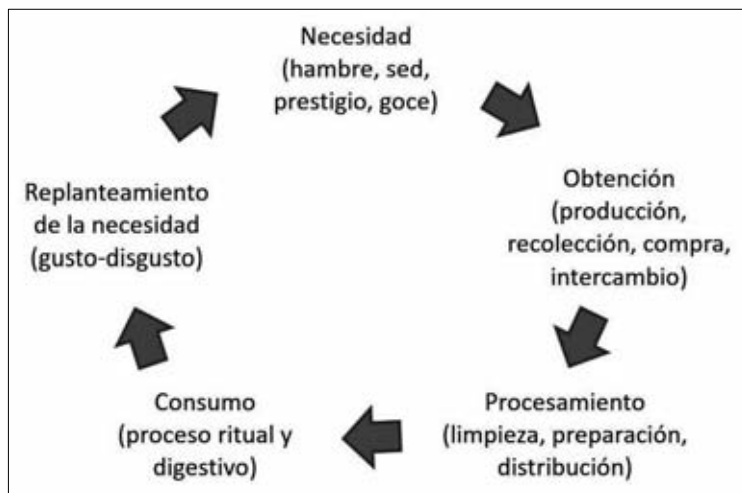 Necesidad
(hambre, sed,
prestigio, goce)
Obtención
(producción,
recolección, compra,
intercambio)
Procesamiento
(limpieza, preparación,
distribución)
Consumo
(proceso ritual y
digestivo)
Replanteamiento
de la necesidad
(gusto-disgusto)